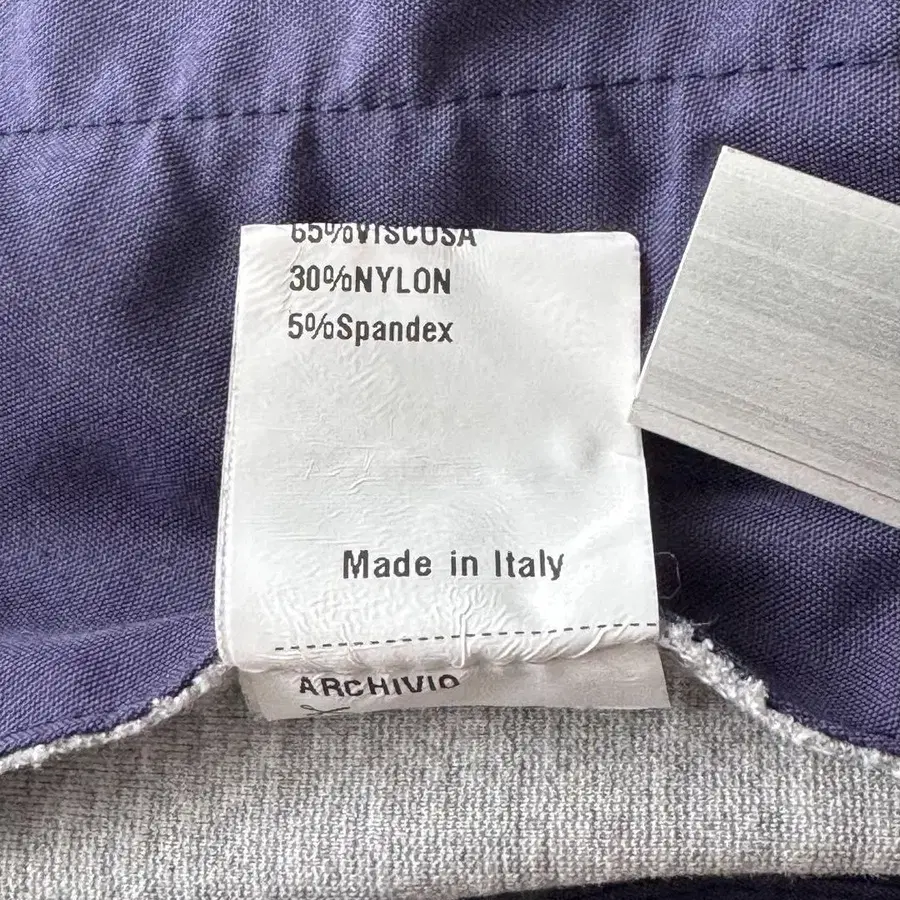 65%VISCOSA
30%NYLON
5%Spandex
Made in Italy
ARCHIVIO